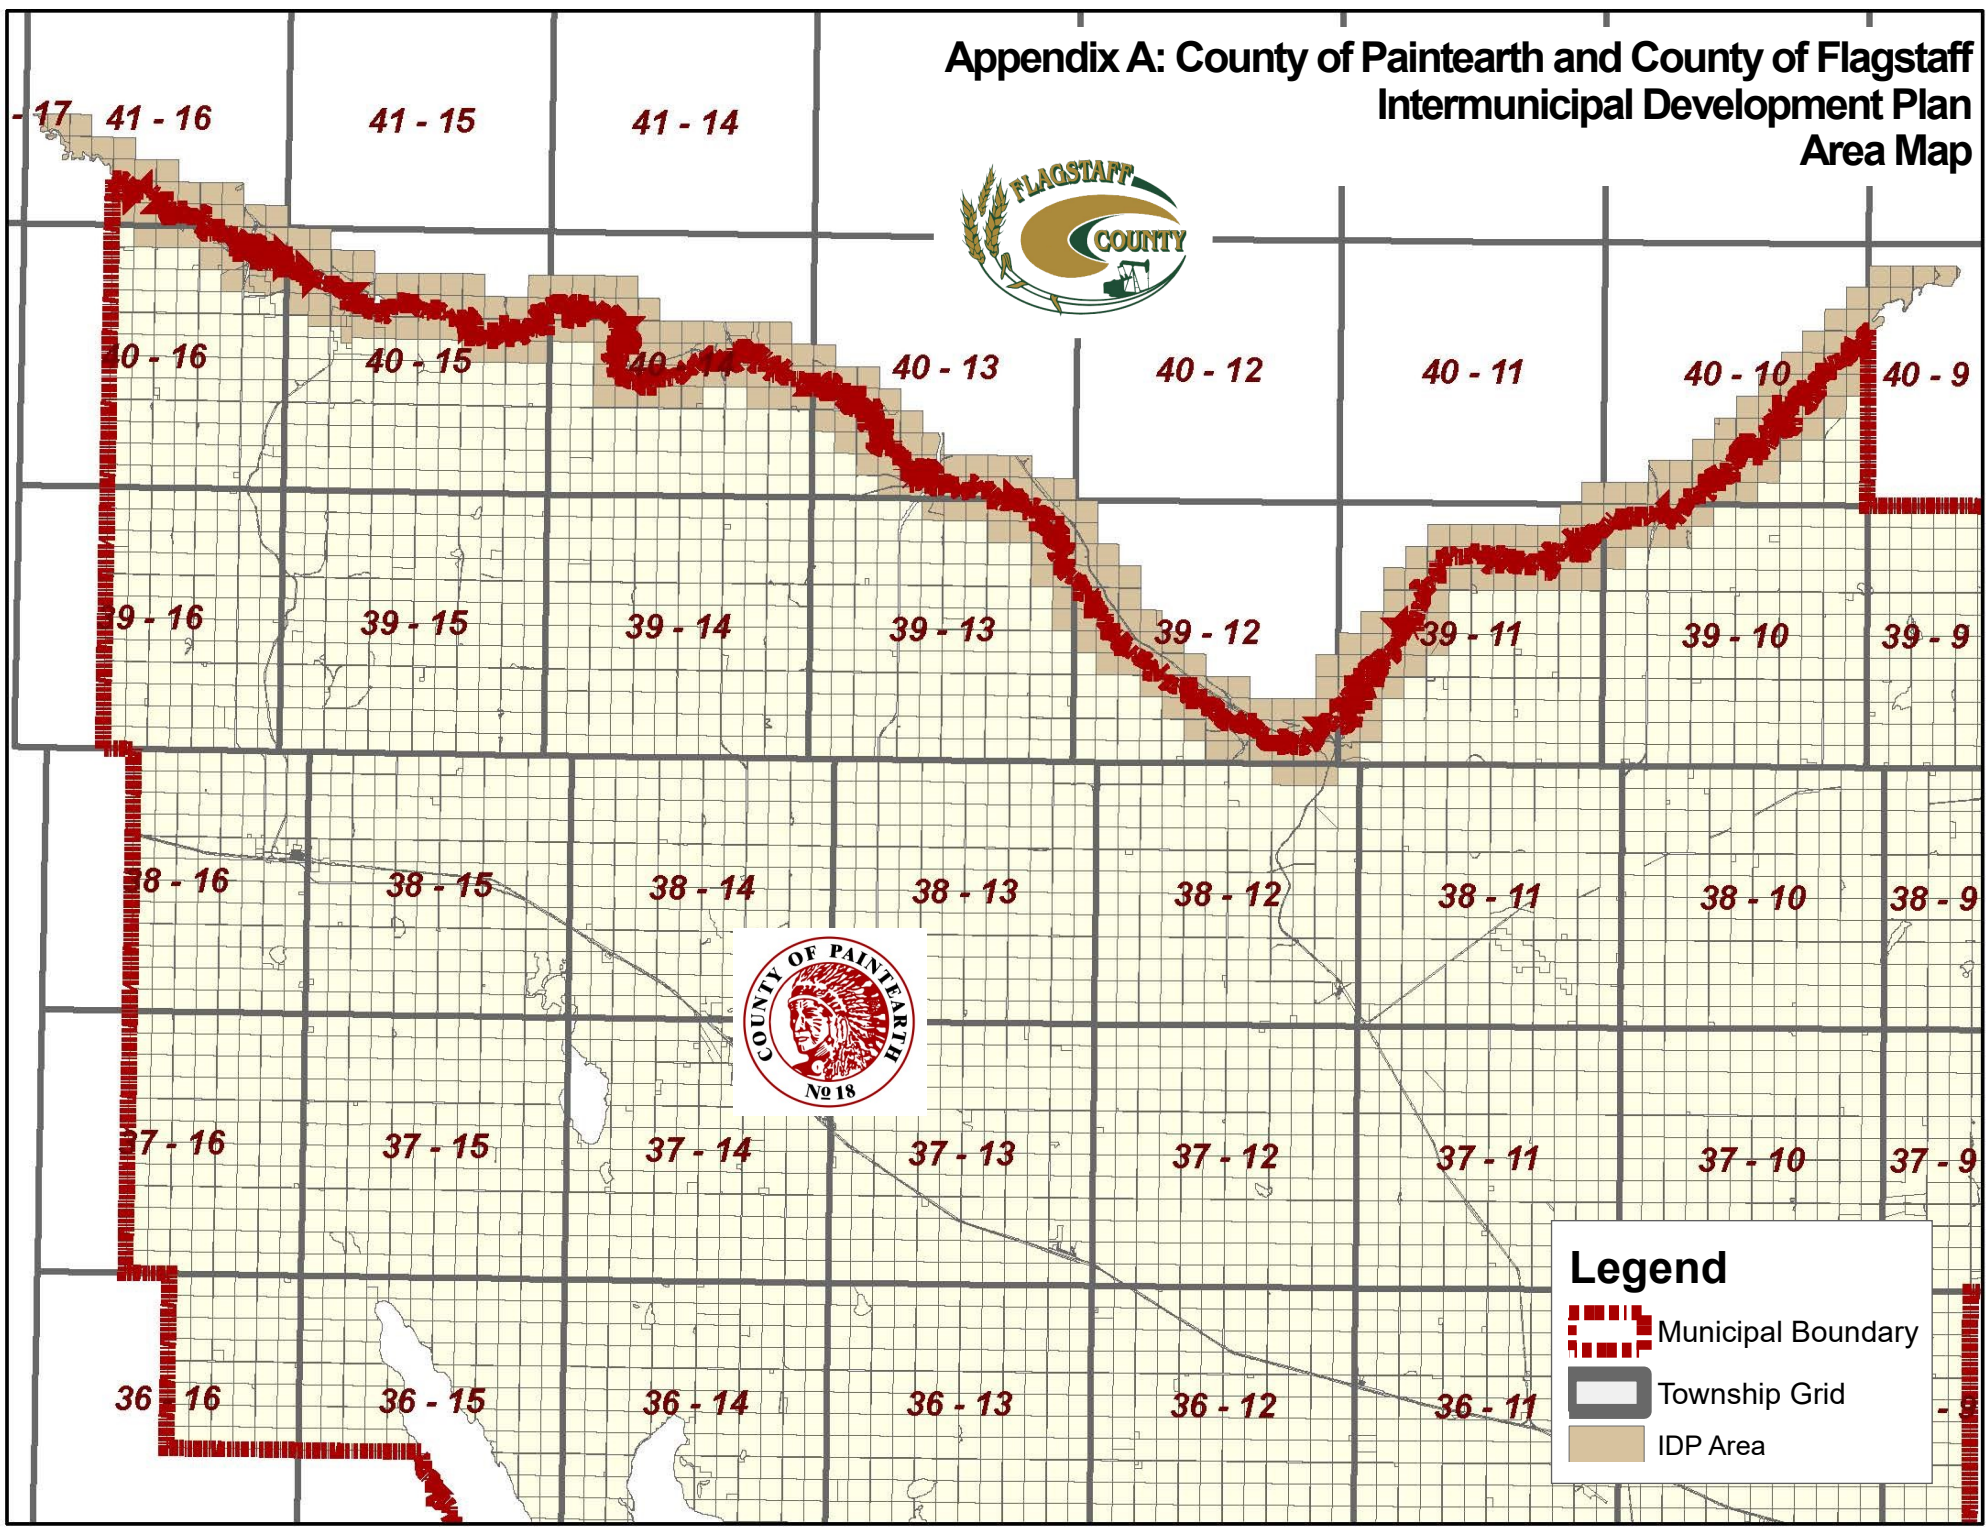 Appendix A: County of Paintearth and County of Flagstaff
Intermunicipal Development Plan
Area Map
- 17 41 - 16 41 - 15 41 - 14
FLAGSTAFF
COUNTY
40 - 16 40 - 15 40 - 14 40 - 13 40 - 12 40 - 11 40 - 10 40 - 9
39 - 16 39 - 15 39 - 14 39 - 13 39 - 12 39 - 11 39 - 10 39 - 9
38 - 16 38 - 15 38 - 14 38 - 13 38 - 12 38 - 11 38 - 10 38 - 9
COUNTY OF PAINTEARTH
No 18
37 - 16 37 - 15 37 - 14 37 - 13 37 - 12 37 - 11 37 - 10 37 - 9
36 16 36 - 15 36 - 14 36 - 13 36 - 12 36 - 11 - 9
Legend
Municipal Boundary
Township Grid
IDP Area